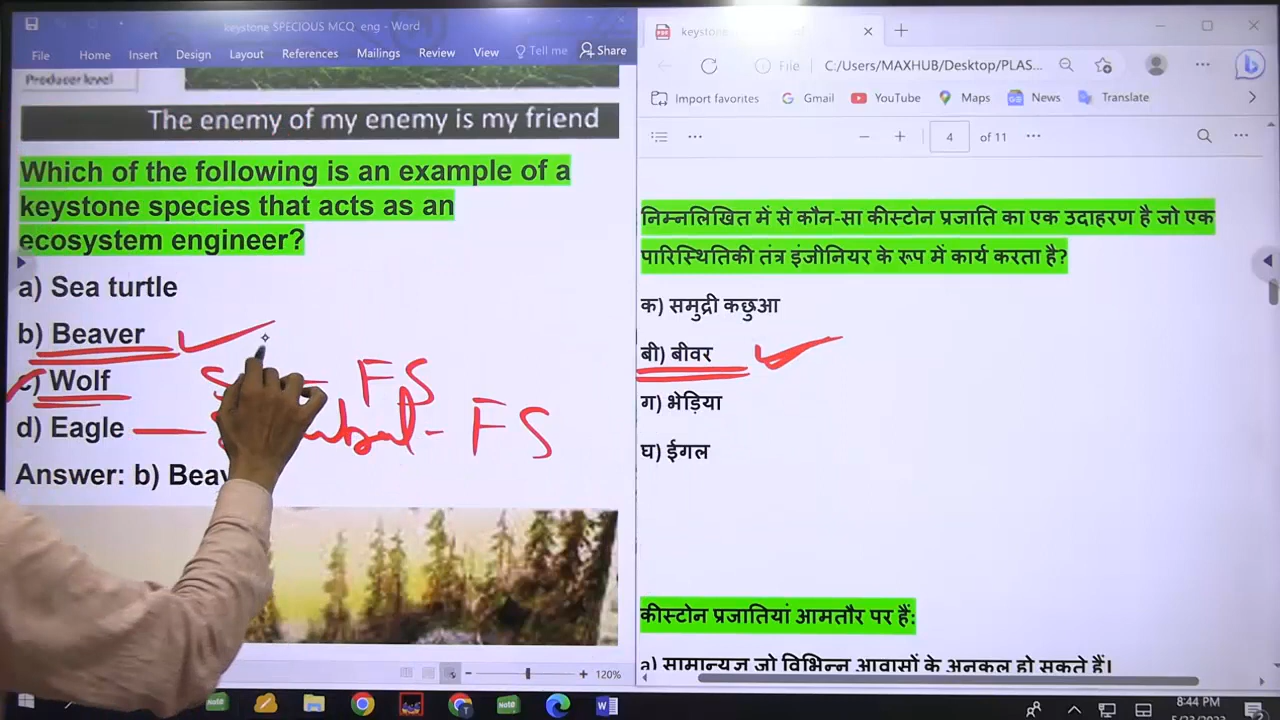 keystone SPECIOUS MCQ eng - Word
File Home Insert Design Layout References Mailings Review View Tell me Share
Producer level
The enemy of my enemy is my friend
Which of the following is an example of a
keystone species that acts as an
ecosystem engineer?
a) Sea turtle
b) Beaver
c) Wolf
FS
d) Eagle
FS
Answer: b)
120%
keystone
File C:/Users/MAXHUB/Desktop/PLAS...
Import favorites Gmail YouTube Maps News Translate
4 of 11
निम्नलिखित में से कौन-सा कीस्टोन प्रजाति का एक उदाहरण है जो एक
पारिस्थितिकी तंत्र इंजीनियर के रूप में कार्य करता है?
क) समुद्री कछुआ
बी) बीवर
ग) भेड़िया
घ) ईगल
कीस्टोन प्रजातियां आमतौर पर हैं:
a) सामान्यज्ञ जो विभिन्न आवासों के अनुकूल हो सकते हैं।
Note
Note
8:44 PM